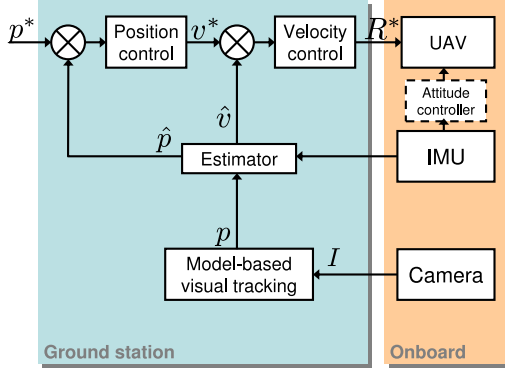 p*
Position
control
v*
Velocity
control
R*
UAV
Attitude
controller
p̂
v̂
Estimator
IMU
p
Model-based
visual tracking
I
Camera
Ground station
Onboard